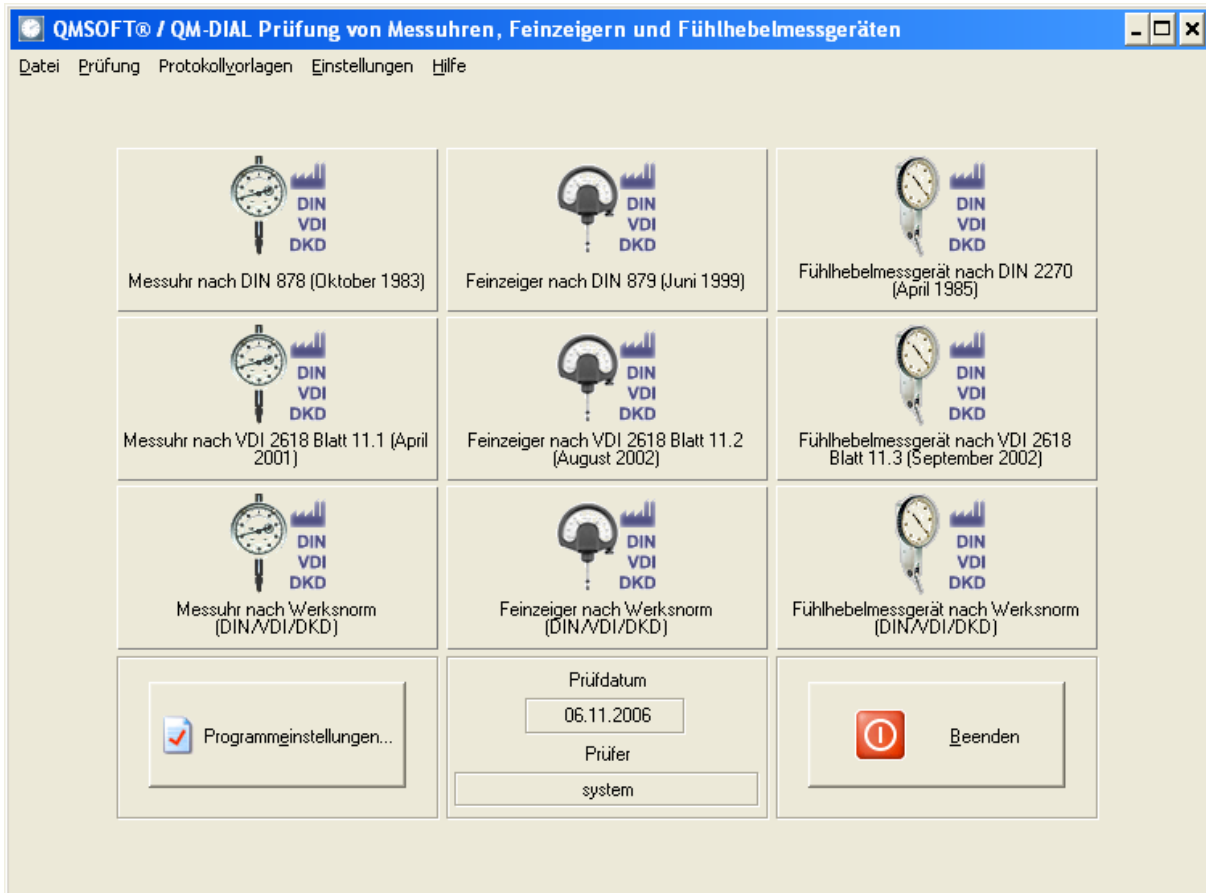 QMSOFT® / QM-DIAL Prüfung von Messuhren, Feinzeigern und Fühlhebelmessgeräten
Datei Prüfung Protokollvorlagen Einstellungen Hilfe
DIN
VDI
DKD
Messuhr nach DIN 878 (Oktober 1983)
DIN
VDI
DKD
Feinzeiger nach DIN 879 (Juni 1999)
DIN
VDI
DKD
Fühlhebelmessgerät nach DIN 2270
(April 1985)
DIN
VDI
DKD
Messuhr nach VDI 2618 Blatt 11.1 (April
2001)
DIN
VDI
DKD
Feinzeiger nach VDI 2618 Blatt 11.2
(August 2002)
DIN
VDI
DKD
Fühlhebelmessgerät nach VDI 2618
Blatt 11.3 (September 2002)
DIN
VDI
DKD
Messuhr nach Werksnorm
(DIN/VDI/DKD)
DIN
VDI
DKD
Feinzeiger nach Werksnorm
(DIN/VDI/DKD)
DIN
VDI
DKD
Fühlhebelmessgerät nach Werksnorm
(DIN/VDI/DKD)
Programmeinstellungen...
Prüfdatum
06.11.2006
Prüfer
system
Beenden